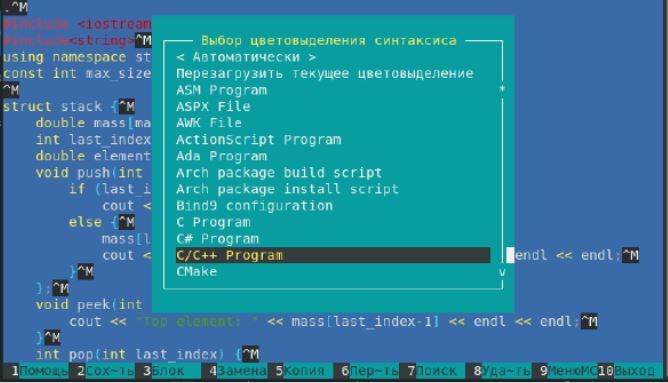 .^M
#include <iostream
#include<string>^M
using namespace st
const int max_size
^M
struct stack {^M
double mass[ma
int last_index
double element
void push(int
if (last_i
cout <
else {^M
mass[l
cout < endl << endl;^M
}^M
};^M
void peek(int
cout << "Top element: " << mass[last_index-1] << endl << endl;^M
}^M
int pop(int last_index) {^M
Выбор цветовыделения синтаксиса
< Автоматически >
Перезагрузить текущее цветовыделение
ASM Program
ASPX File
AWK File
ActionScript Program
Ada Program
Arch package build script
Arch package install script
Bind9 configuration
C Program
C# Program
C/C++ Program
CMake
1Помощь 2Сох~ть 3Блок 4Замена 5Копия 6Пер~ть 7Поиск 8Уда~ть 9МенюMC 10Выход